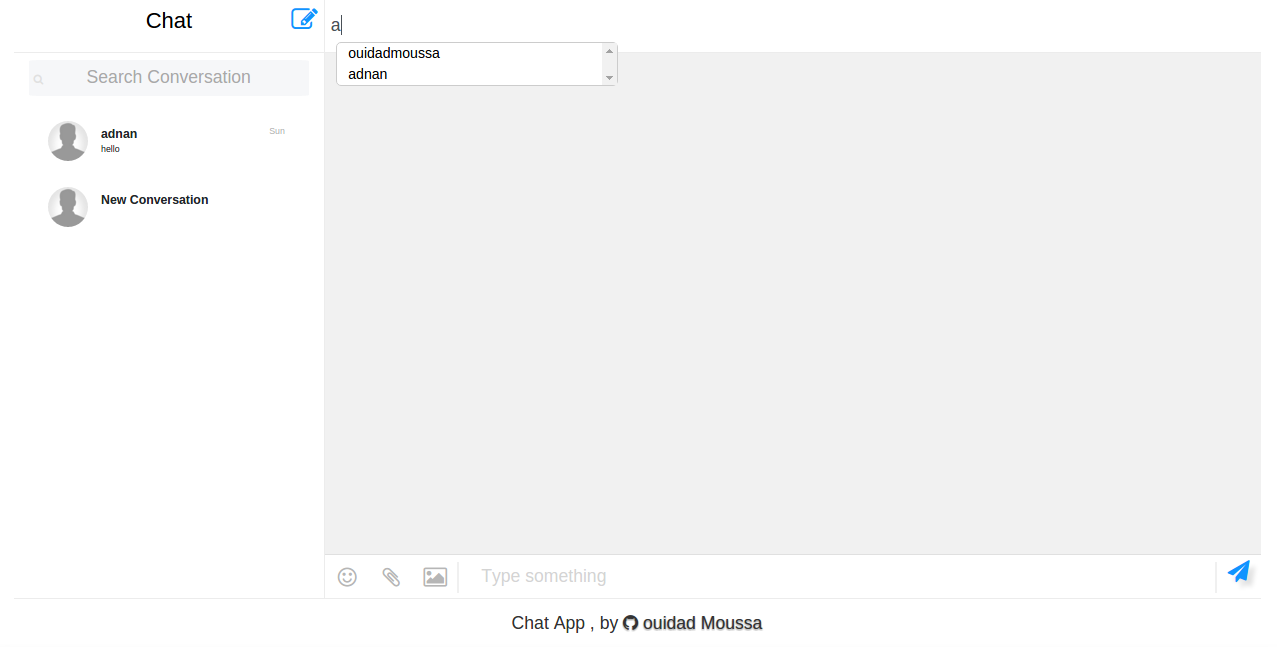 Chat
Search Conversation
adnan
Sun
hello
New Conversation
a
ouidadmoussa
adnan
Type something
Chat App , by ouidad Moussa